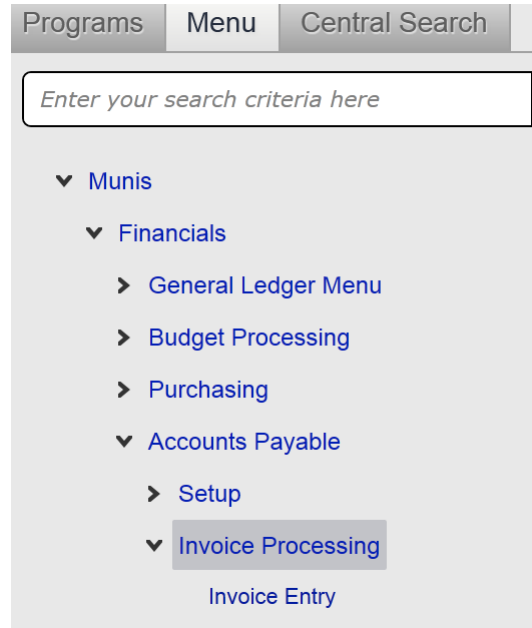 Programs Menu Central Search
Enter your search criteria here
Munis
Financials
General Ledger Menu
Budget Processing
Purchasing
Accounts Payable
Setup
Invoice Processing
Invoice Entry